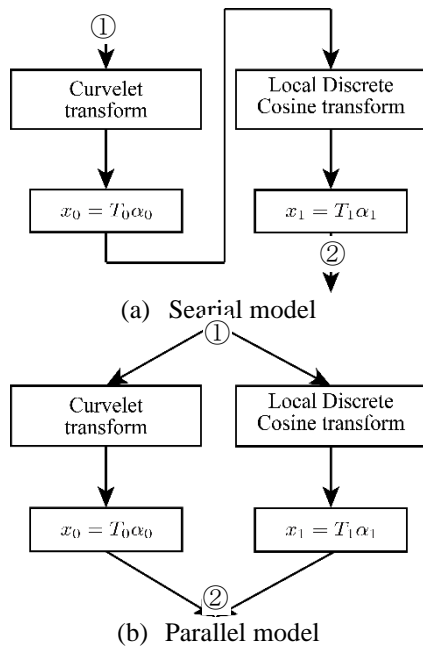 ①
Curvelet
transform
x₀ = T₀α₀
Local Discrete
Cosine transform
x₁ = T₁α₁
②
(a) Searial model
①
Curvelet
transform
Local Discrete
Cosine transform
x₀ = T₀α₀
x₁ = T₁α₁
②
(b) Parallel model